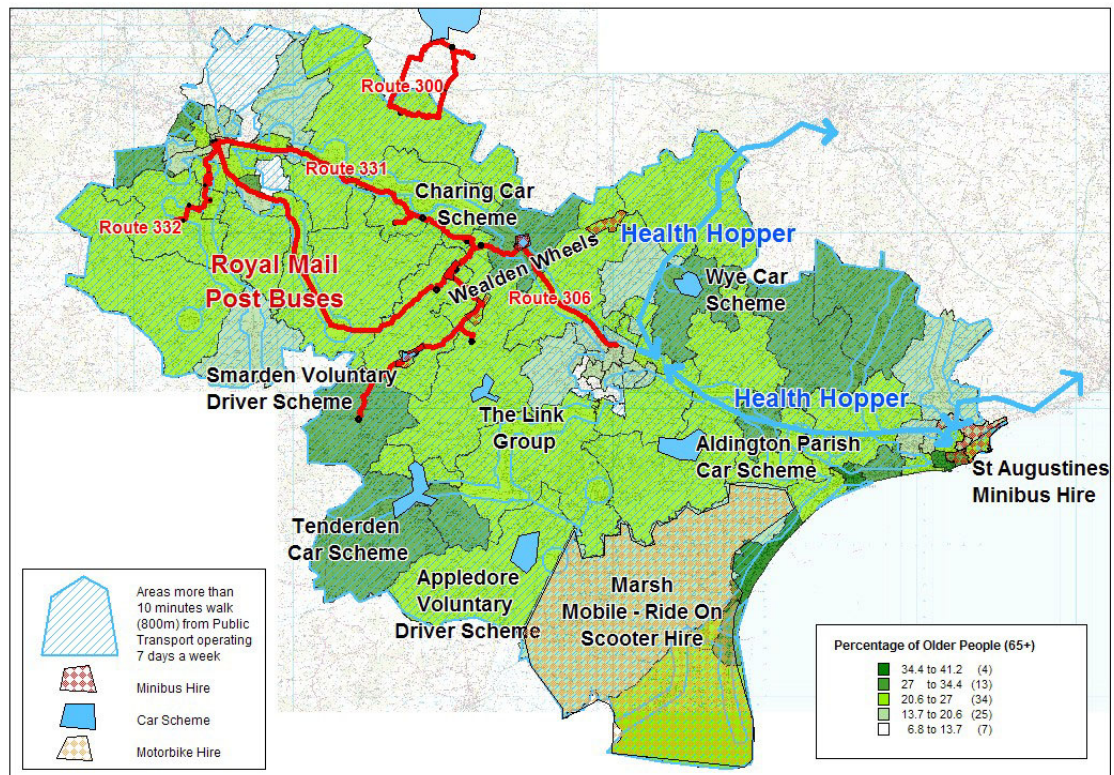 Route 300
Route 331
Charing Car
Scheme
Route 332
Royal Mail
Post Buses
Wealden Wheels
Health Hopper
Wye Car
Scheme
Route 306
Smarden Voluntary
Driver Scheme
The Link
Group
Health Hopper
Aldington Parish
Car Scheme
St Augustines
Minibus Hire
Tenderden
Car Scheme
Appledore
Voluntary
Driver Scheme
Marsh
Mobile - Ride On
Scooter Hire
Areas more than
10 minutes walk
(800m) from Public
Transport operating
7 days a week
Minibus Hire
Car Scheme
Motorbike Hire
Percentage of Older People (65+)
34.4 to 41.2 (4)
27 to 34.4 (13)
20.6 to 27 (34)
13.7 to 20.6 (25)
6.8 to 13.7 (7)